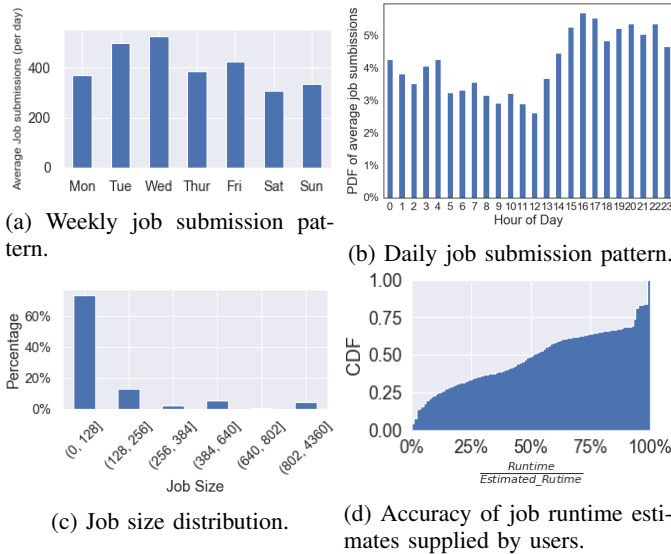 Average Job submissions (per day)
400
200
0
Mon Tue Wed Thur Fri Sat Sun
(a) Weekly job submission pat-
tern.
PDF of average job sumbissions
5%
4%
3%
2%
1%
0%
0 1 2 3 4 5 6 7 8 9 10 11 12 13 14 15 16 17 18 19 20 21 22 23
Hour of Day
(b) Daily job submission pattern.
Percentage
60%
40%
20%
0%
(0, 128] (128, 256] (256, 384] (384, 640] (640, 802] (802, 4360]
Job Size
(c) Job size distribution.
CDF
1.00
0.75
0.50
0.25
0.00
0% 25% 50% 75% 100%
Runtime
Estimated_Rutime
(d) Accuracy of job runtime esti-
mates supplied by users.